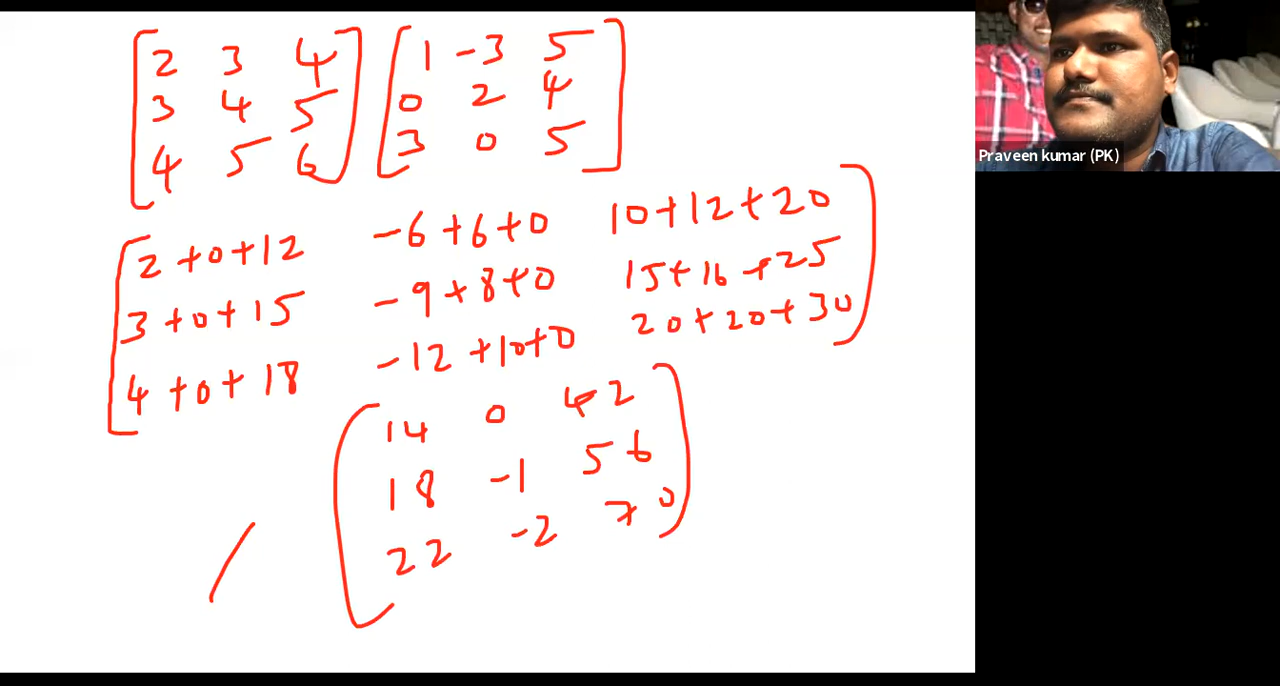 2 3 4 1 -3 5
3 4 5 0 2 4
4 5 6 3 0 5
Praveen kumar (PK)
2+0+12 -6+6+0 10+12+20
3+0+15 -9+8+0 15+16+25
4+0+18 -12+10+0 20+20+30
14 0 42
18 -1 56
22 -2 70